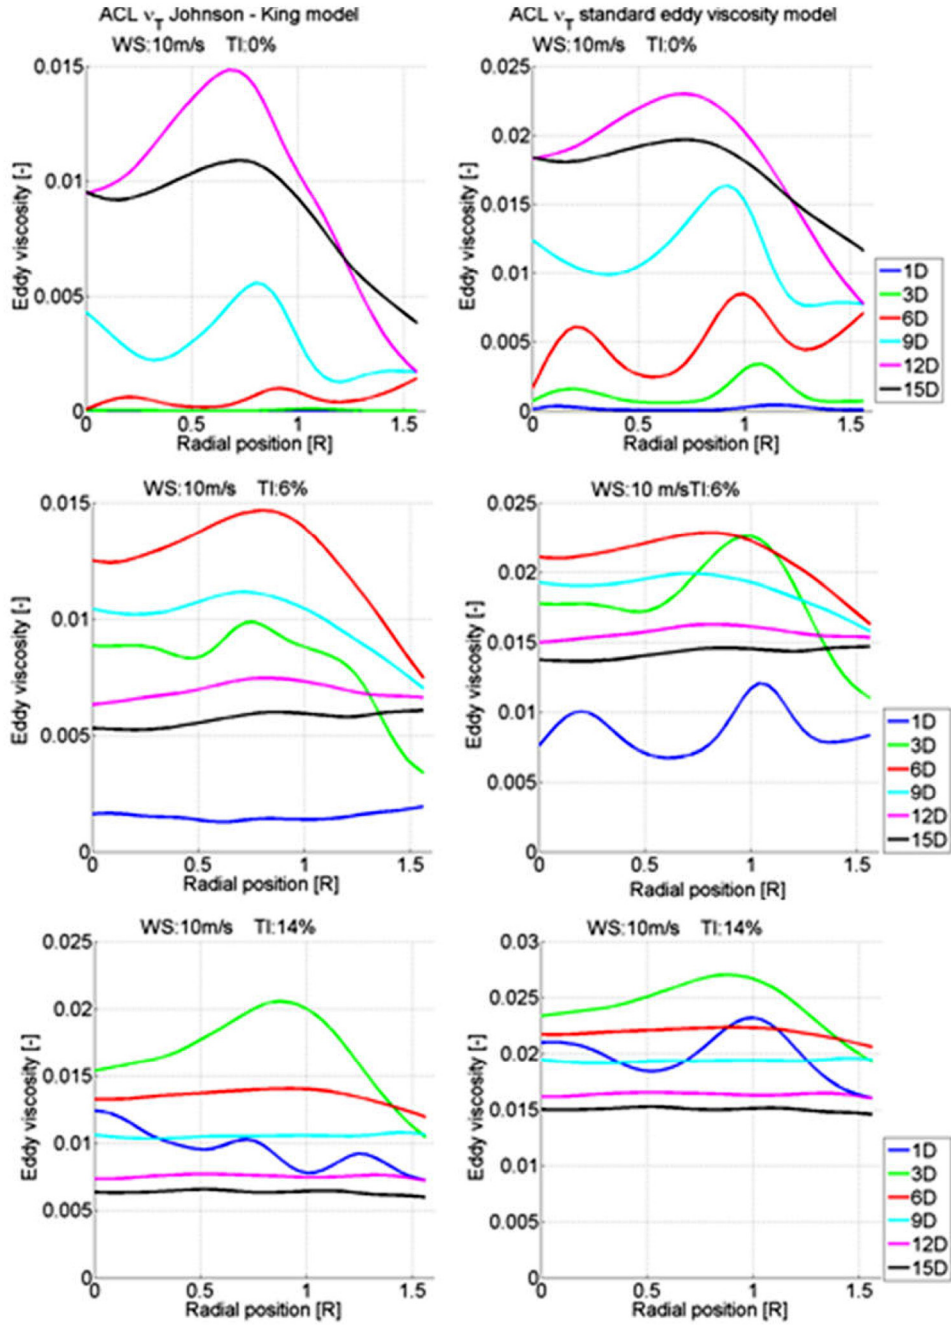 ACL νT Johnson - King model
WS:10m/s TI:0%
0.015
0.01
0.005
0
Eddy viscosity [-]
0 0.5 1 1.5
Radial position [R]
ACL νT standard eddy viscosity model
WS:10m/s TI:0%
0.025
0.02
0.015
0.01
0.005
0
Eddy viscosity [-]
0 0.5 1 1.5
Radial position [R]
1D
3D
6D
9D
12D
15D
WS:10m/s TI:6%
0.015
0.01
0.005
0
Eddy viscosity [-]
0 0.5 1 1.5
Radial position [R]
WS:10 m/sTI:6%
0.025
0.02
0.015
0.01
0.005
0
Eddy viscosity [-]
0 0.5 1 1.5
Radial position [R]
1D
3D
6D
9D
12D
15D
WS:10m/s TI:14%
0.025
0.02
0.015
0.01
0.005
0
Eddy viscosity [-]
0 0.5 1 1.5
Radial position [R]
WS:10m/s TI:14%
0.03
0.025
0.02
0.015
0.01
0.005
0
Eddy viscosity [-]
0 0.5 1 1.5
Radial position [R]
1D
3D
6D
9D
12D
15D